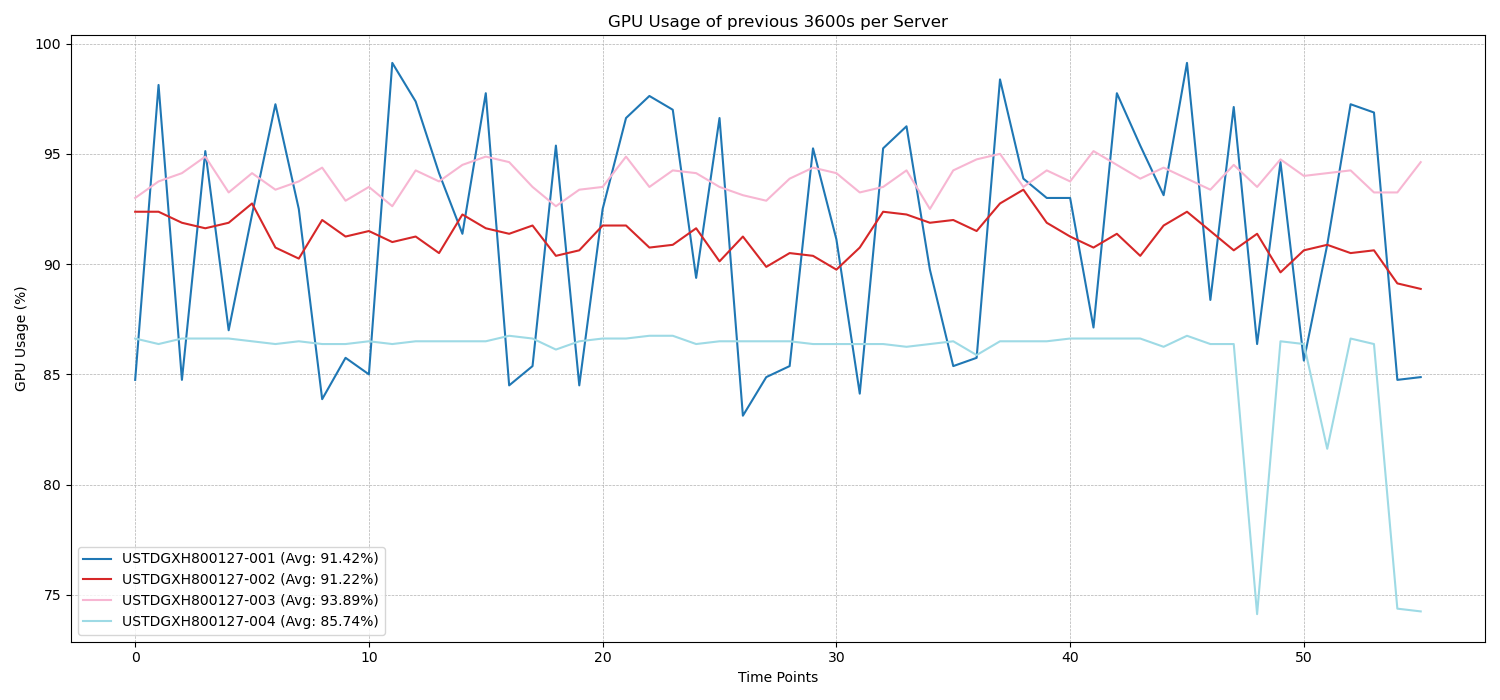 GPU Usage of previous 3600s per Server
100
95
90
85
80
75
GPU Usage (%)
USTDGXH800127-001 (Avg: 91.42%)
USTDGXH800127-002 (Avg: 91.22%)
USTDGXH800127-003 (Avg: 93.89%)
USTDGXH800127-004 (Avg: 85.74%)
0 10 20 30 40 50
Time Points